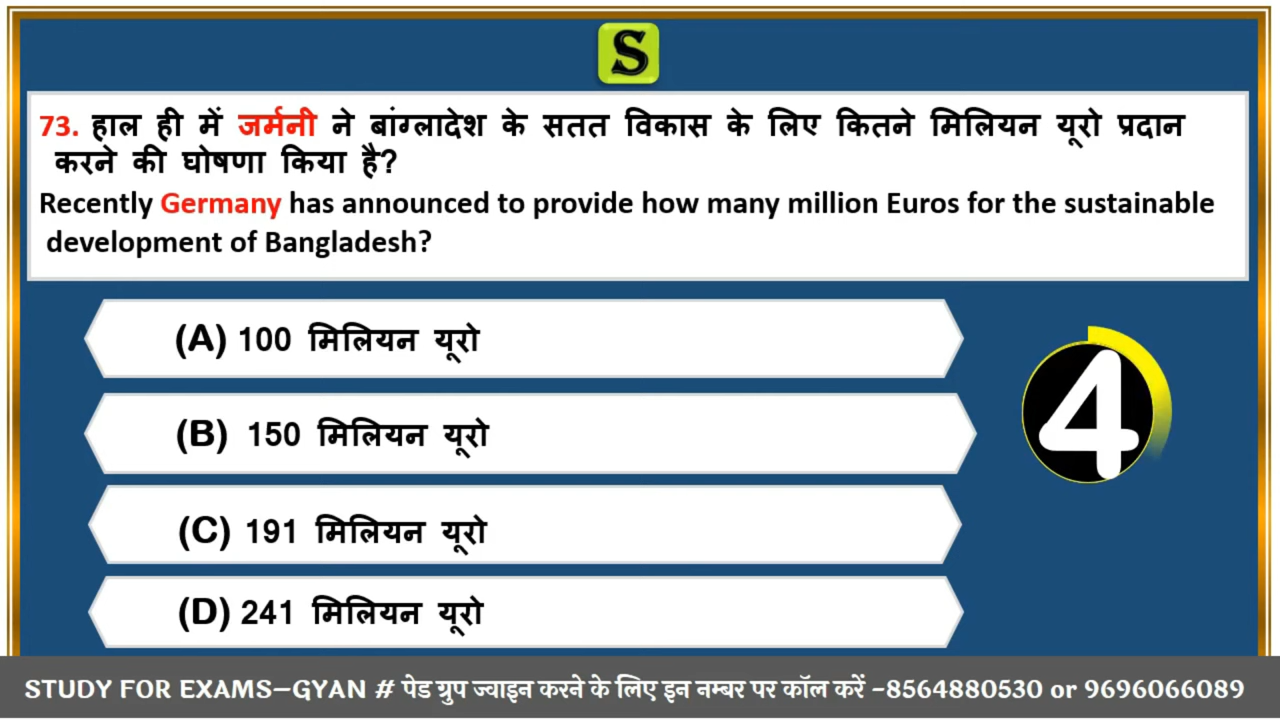 S
73. हाल ही में जर्मनी ने बांग्लादेश के सतत विकास के लिए कितने मिलियन यूरो प्रदान
करने की घोषणा किया है?
Recently Germany has announced to provide how many million Euros for the sustainable
development of Bangladesh?
(A) 100 मिलियन यूरो
(B) 150 मिलियन यूरो
4
(C) 191 मिलियन यूरो
(D) 241 मिलियन यूरो
STUDY FOR EXAMS–GYAN # पेड ग्रुप ज्वाइन करने के लिए इन नम्बर पर कॉल करें -8564880530 or 9696066089